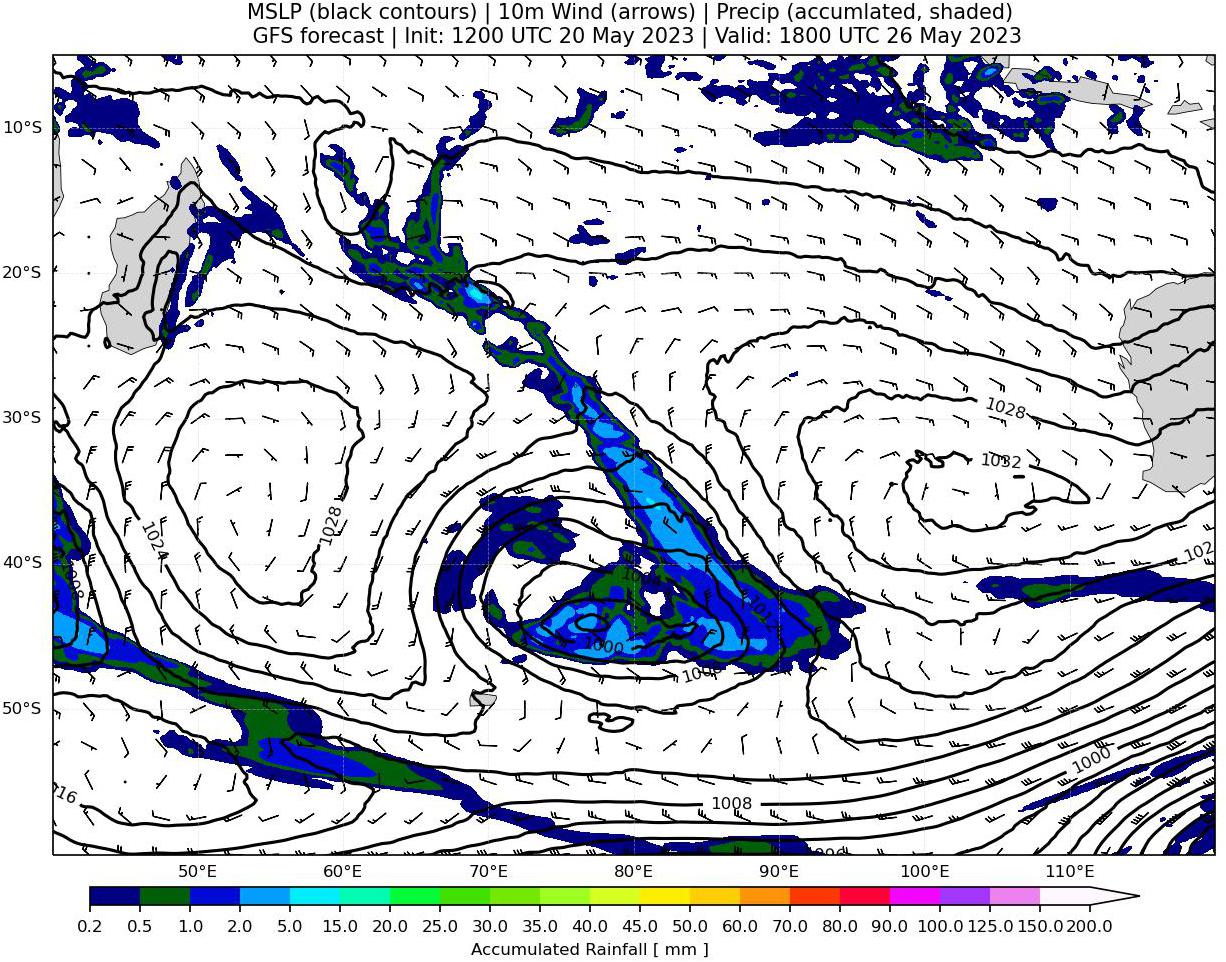 MSLP (black contours) | 10m Wind (arrows) | Precip (accumlated, shaded)
GFS forecast | Init: 1200 UTC 20 May 2023 | Valid: 1800 UTC 26 May 2023
10°S
20°S
30°S
1028
1032
1028
1024
40°S
102
1008
1000
1008
50°S
1000
16
1008
50°E 60°E 70°E 80°E 90°E 100°E 110°E
0.2 0.5 1.0 2.0 5.0 10.0 15.0 20.0 25.0 30.0 35.0 40.0 45.0 50.0 60.0 70.0 80.0 90.0 100.0 125.0 150.0 200.0
Accumulated Rainfall [ mm ]